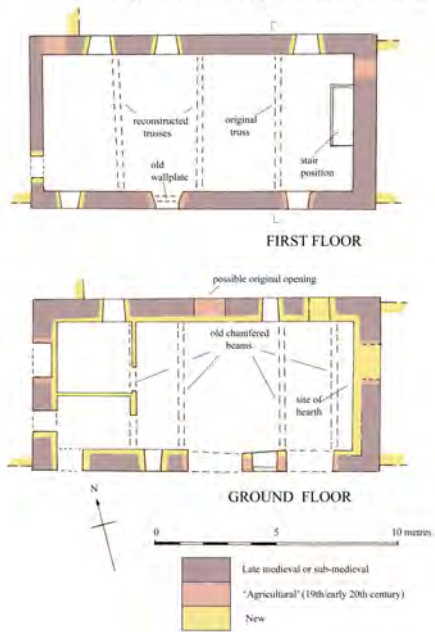 reconstructed
trusses
original
truss
old
wallplate
stair
position
FIRST FLOOR
possible original opening
old chamfered
beams
site of
hearth
N
GROUND FLOOR
0 5 10 metres
Late medieval or sub-medieval
'Agricultural' (19th/early 20th century)
New